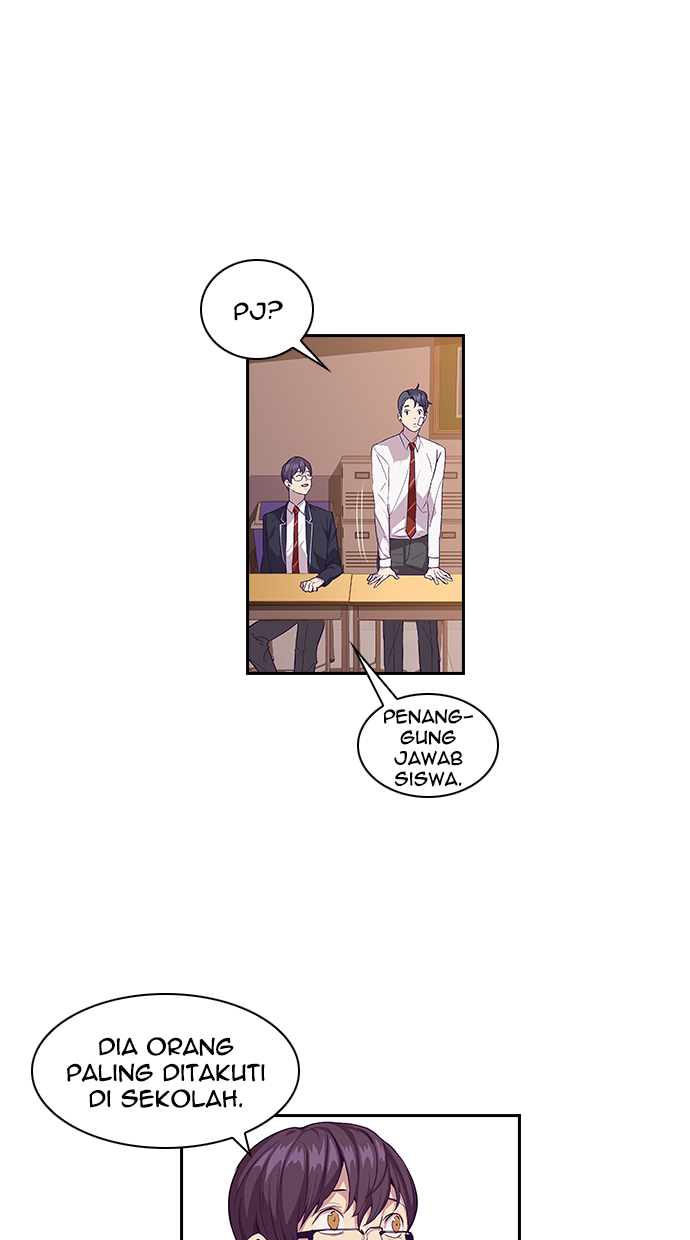 PJ?
PENANG-
GUNG
JAWAB
SISWA.
DIA ORANG
PALING DITAKUTI
DI SEKOLAH.